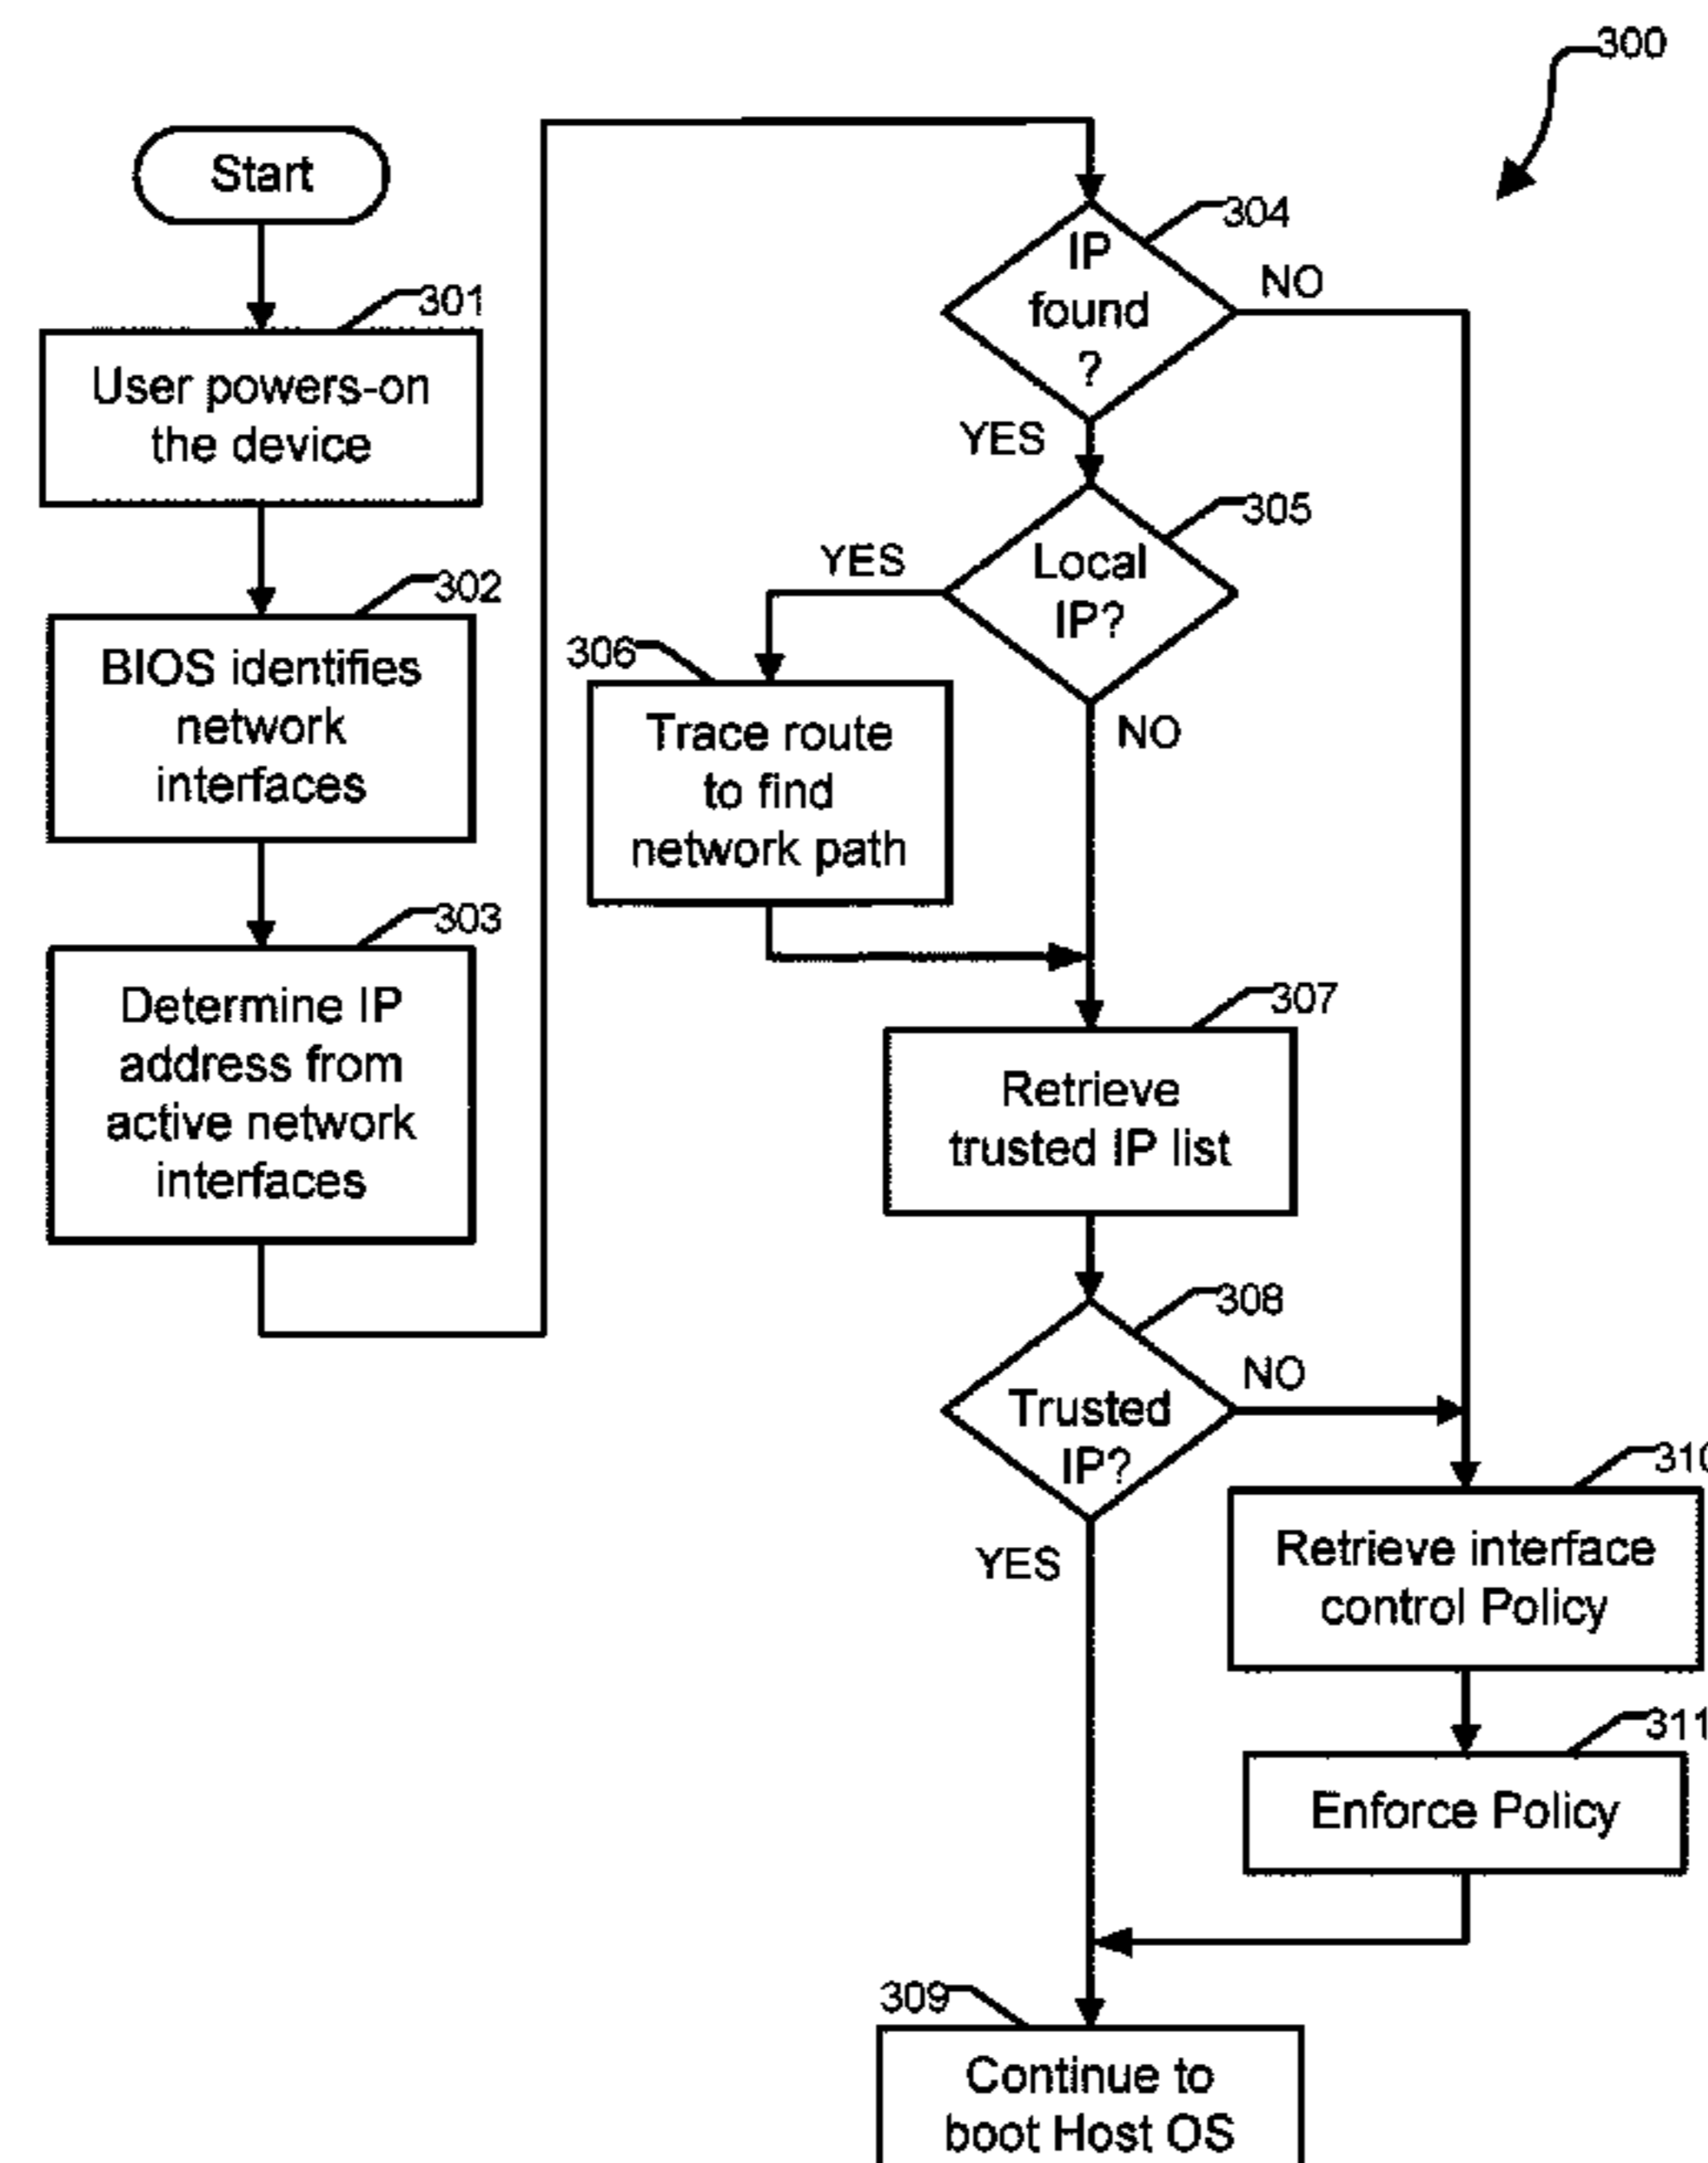 300
Start
301
User powers-on
the device
302
BIOS identifies
network
interfaces
303
Determine IP
address from
active network
interfaces
304
IP
found
?
NO
YES
305
Local
IP?
YES
NO
306
Trace route
to find
network path
307
Retrieve
trusted IP list
308
Trusted
IP?
NO
YES
310
Retrieve interface
control Policy
311
Enforce Policy
309
Continue to
boot Host OS